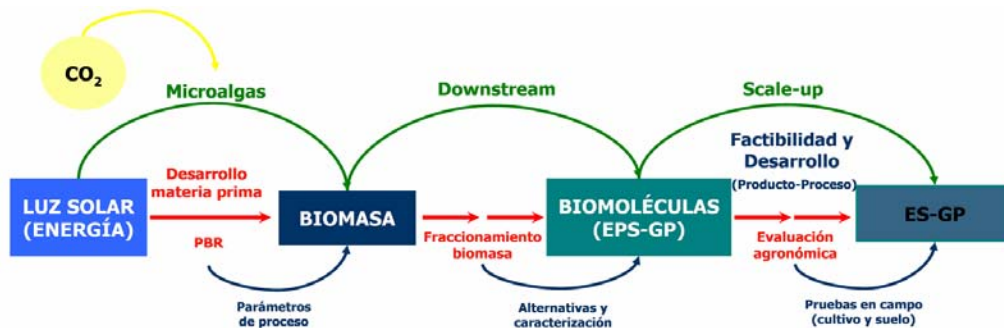 CO2
Microalgas
Downstream
Scale-up
Factibilidad y
Desarrollo
(Producto-Proceso)
Desarrollo
materia prima
LUZ SOLAR
(ENERGÍA)
BIOMASA
BIOMOLÉCULAS
(EPS-GP)
ES-GP
PBR
Fraccionamiento
biomasa
Evaluación
agronómica
Parámetros
de proceso
Alternativas y
caracterización
Pruebas en campo
(cultivo y suelo)